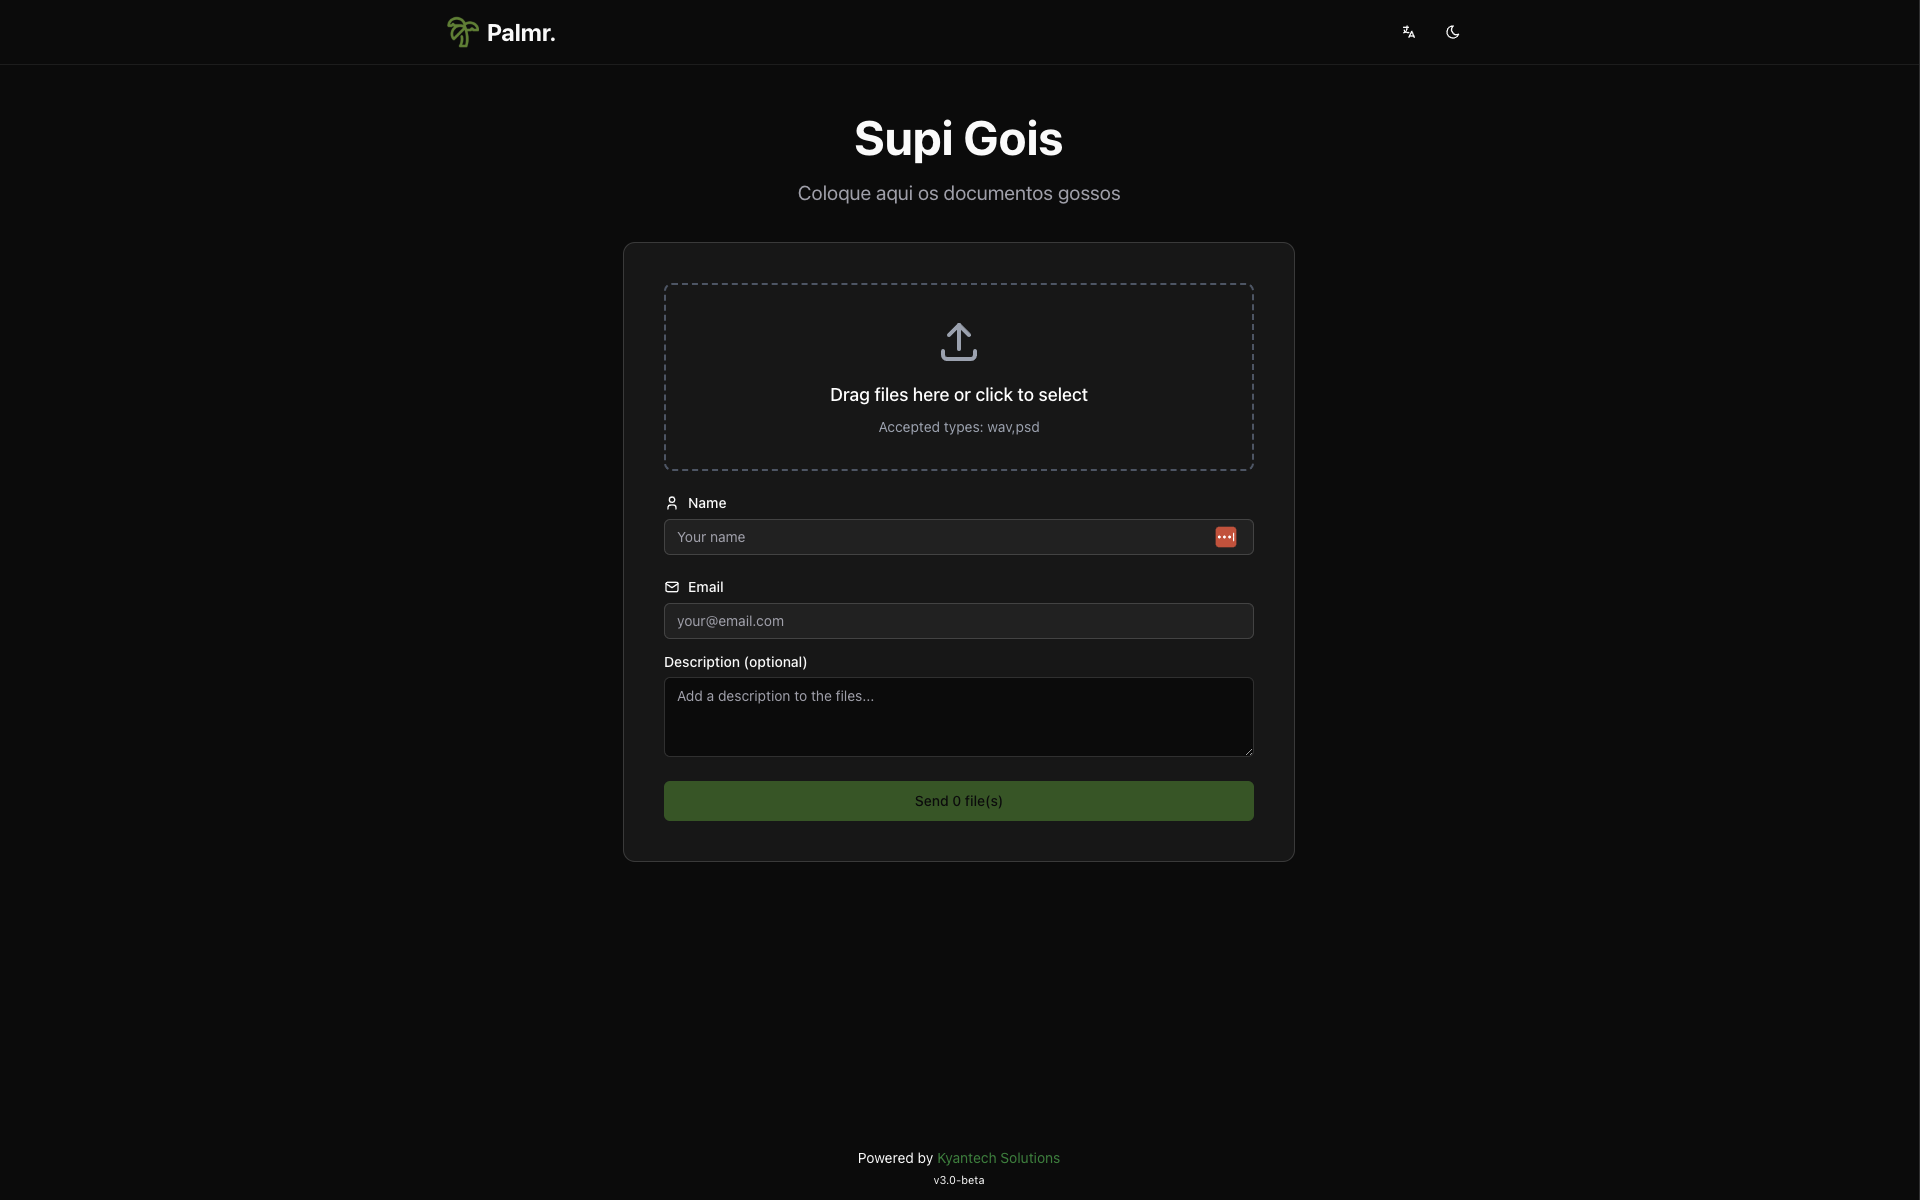 Palmr.
Supi Gois
Coloque aqui os documentos gossos
Drag files here or click to select
Accepted types: wav,psd
Name
Your name
Email
your@email.com
Description (optional)
Add a description to the files...
Send 0 file(s)
Powered by Kyantech Solutions
v3.0-beta